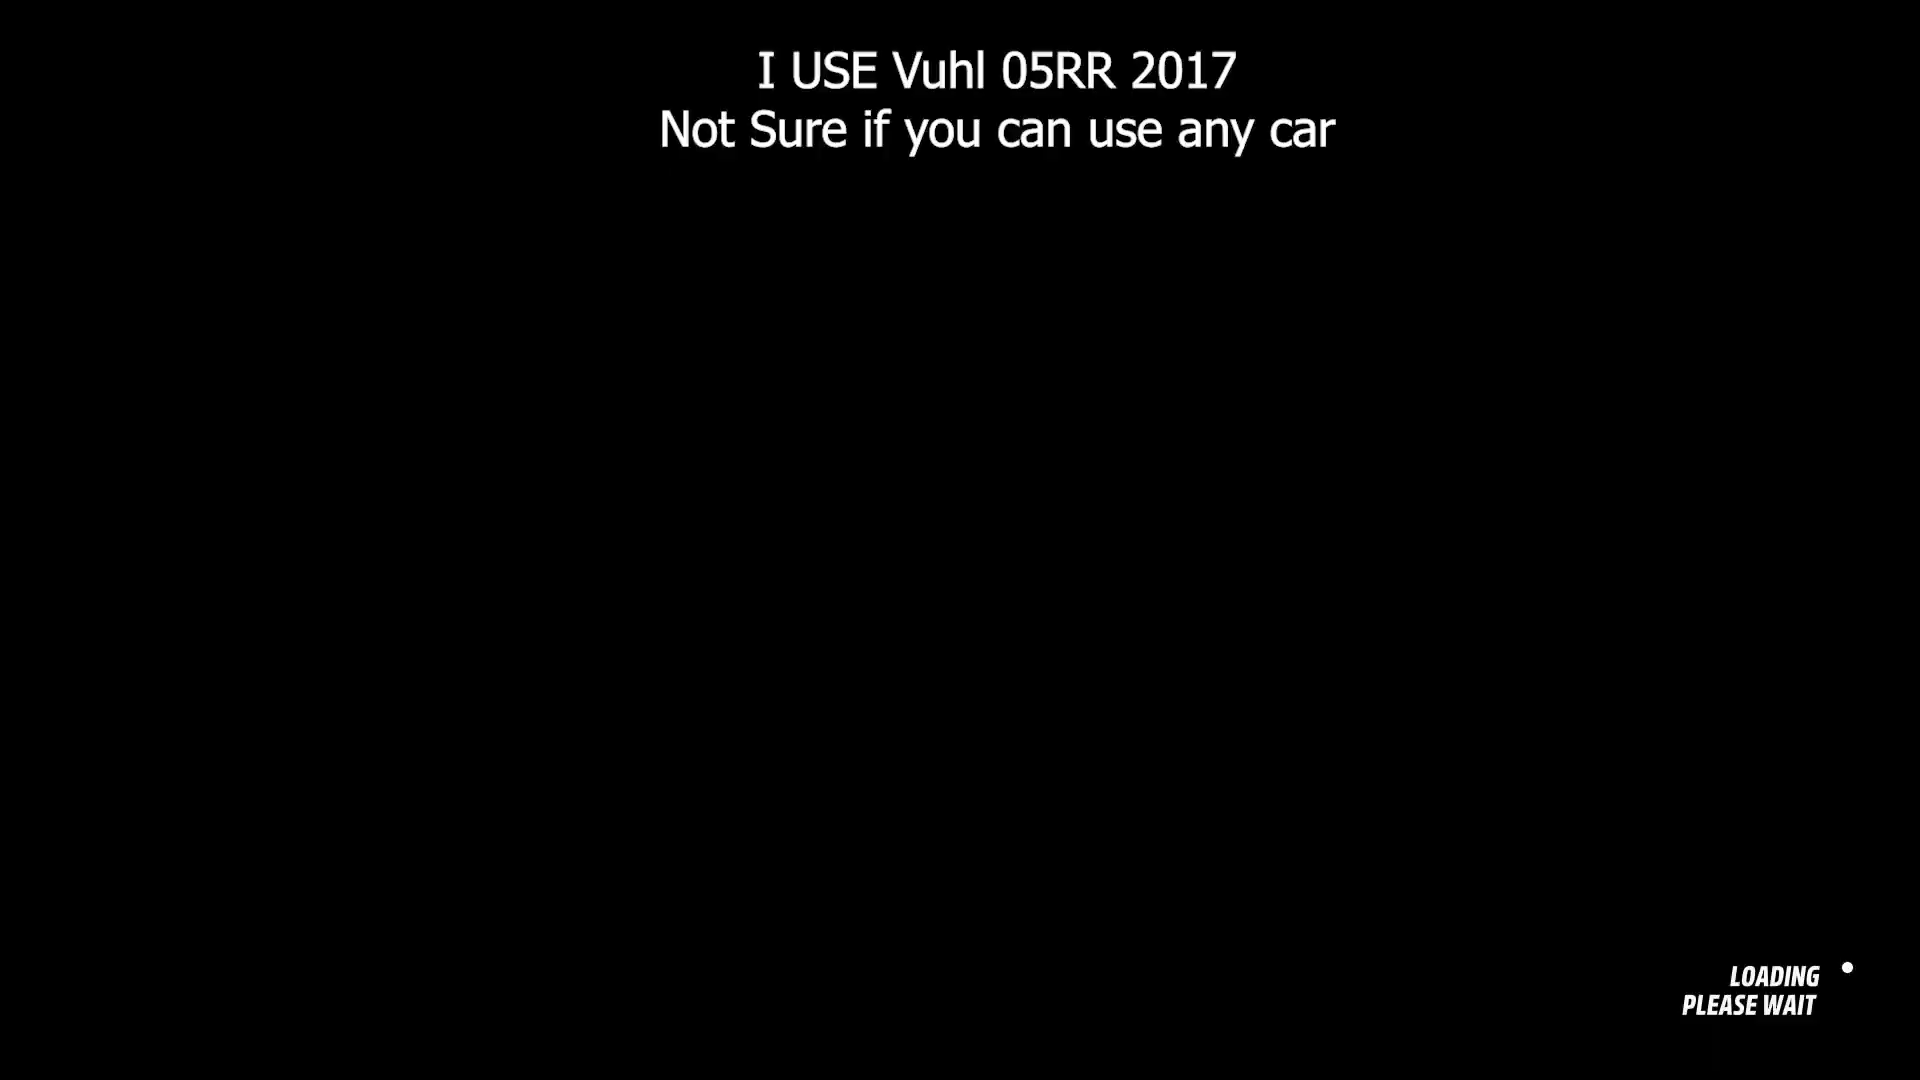 I USE Vuhl 05RR 2017
Not Sure if you can use any car
LOADING
PLEASE WAIT